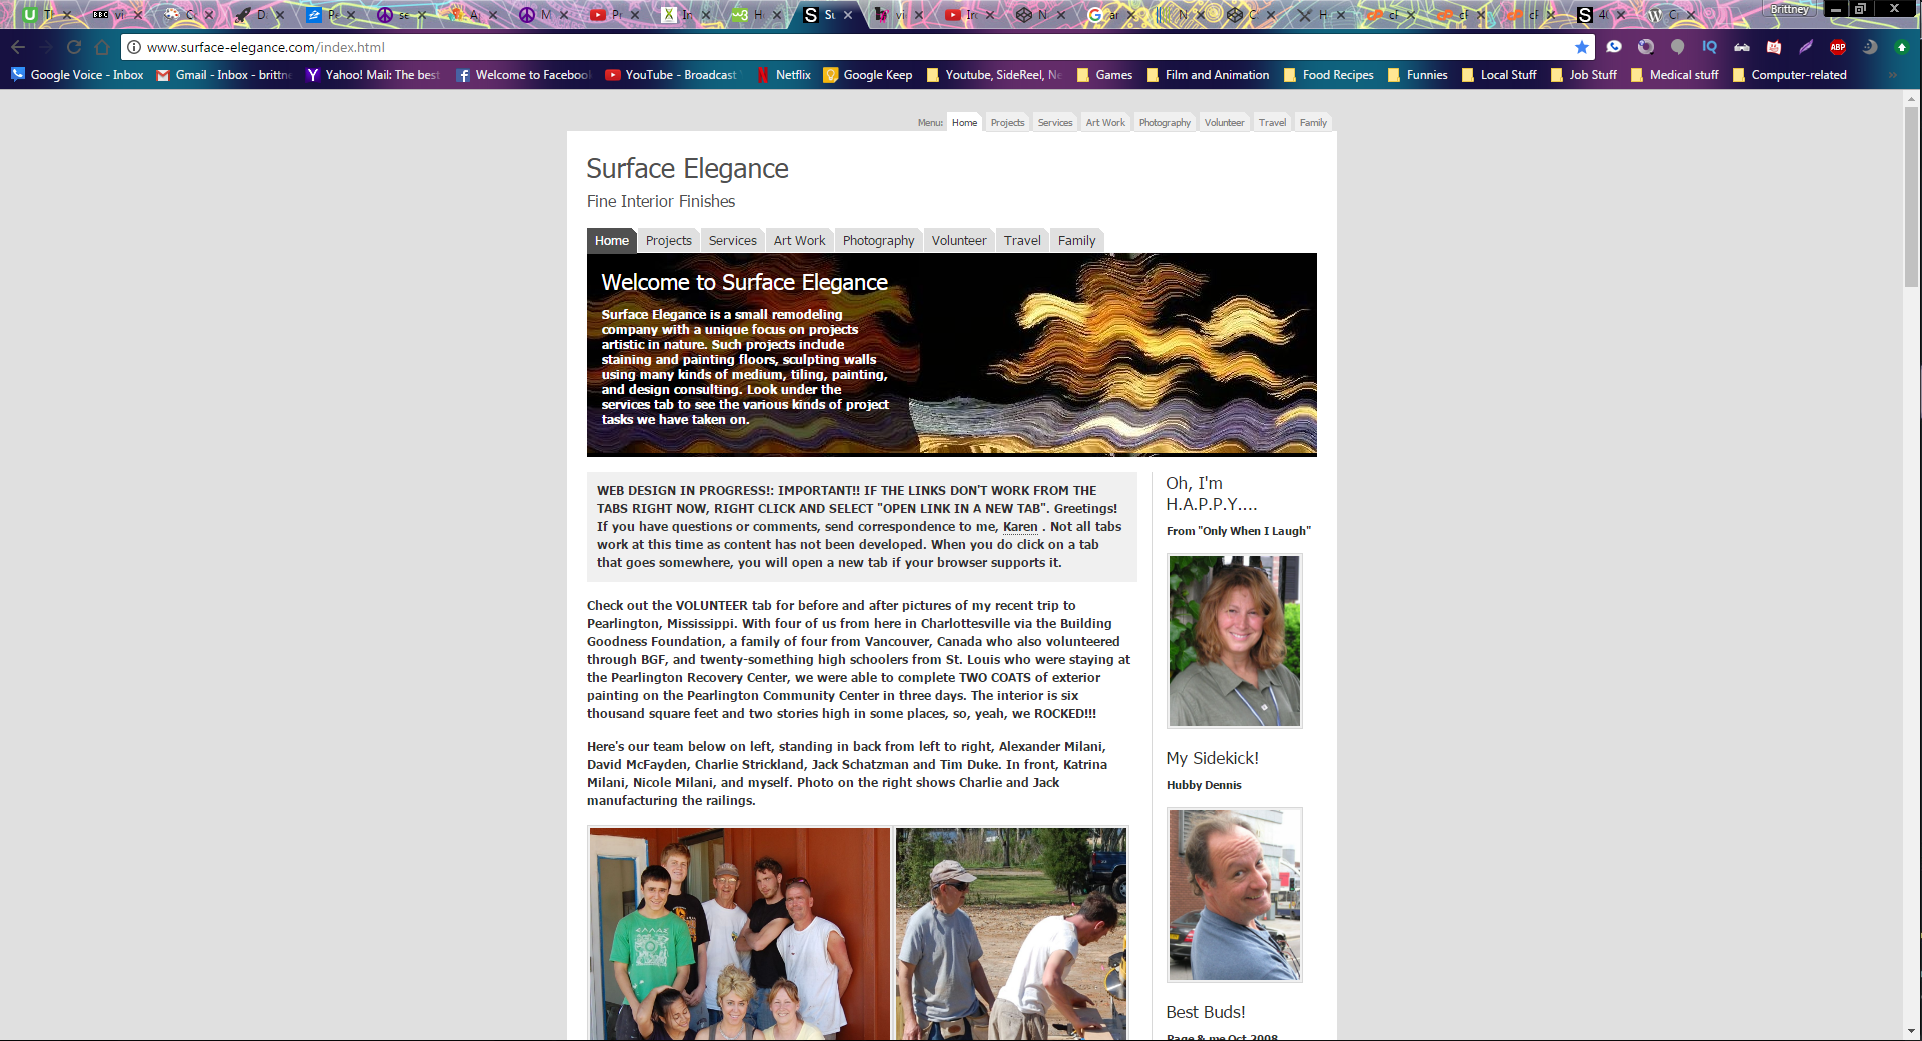 Brittney
www.surface-elegance.com/index.html
Google Voice - Inbox
Gmail - Inbox - brittne
Yahoo! Mail: The best
Welcome to Facebook
YouTube - Broadcast
Netflix
Google Keep
Youtube, SideReel, Ne
Games
Film and Animation
Food Recipes
Funnies
Local Stuff
Job Stuff
Medical stuff
Computer-related
Menu: Home Projects Services Art Work Photography Volunteer Travel Family
Surface Elegance
Fine Interior Finishes
Home Projects Services Art Work Photography Volunteer Travel Family
Welcome to Surface Elegance
Surface Elegance is a small remodeling
company with a unique focus on projects
artistic in nature. Such projects include
staining and painting floors, sculpting walls
using many kinds of medium, tiling, painting,
and design consulting. Look under the
services tab to see the various kinds of project
tasks we have taken on.
WEB DESIGN IN PROGRESS!: IMPORTANT!! IF THE LINKS DON'T WORK FROM THE
TABS RIGHT NOW, RIGHT CLICK AND SELECT "OPEN LINK IN A NEW TAB". Greetings!
If you have questions or comments, send correspondence to me, Karen . Not all tabs
work at this time as content has not been developed. When you do click on a tab
that goes somewhere, you will open a new tab if your browser supports it.
Check out the VOLUNTEER tab for before and after pictures of my recent trip to
Pearlington, Mississippi. With four of us from here in Charlottesville via the Building
Goodness Foundation, a family of four from Vancouver, Canada who also volunteered
through BGF, and twenty-something high schoolers from St. Louis who were staying at
the Pearlington Recovery Center, we were able to complete TWO COATS of exterior
painting on the Pearlington Community Center in three days. The interior is six
thousand square feet and two stories high in some places, so, yeah, we ROCKED!!!
Here's our team below on left, standing in back from left to right, Alexander Milani,
David McFayden, Charlie Strickland, Jack Schatzman and Tim Duke. In front, Katrina
Milani, Nicole Milani, and myself. Photo on the right shows Charlie and Jack
manufacturing the railings.
Oh, I'm
H.A.P.P.Y....
From "Only When I Laugh"
My Sidekick!
Hubby Dennis
Best Buds!
Page & me Oct 2008